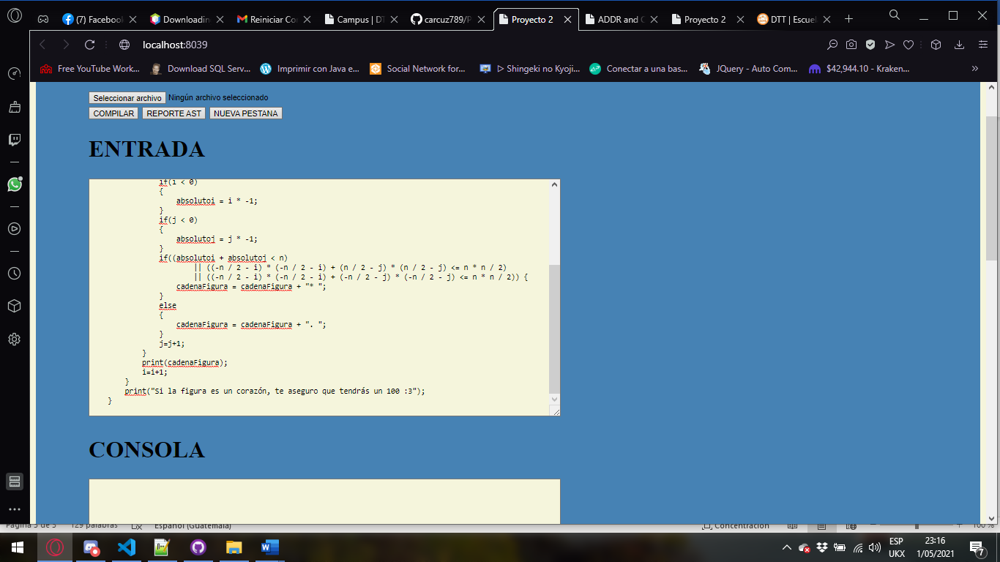 (7) Facebook
Downloadin
Reiniciar Co
Campus | DT
carcuz789/P
Proyecto 2
ADDR and C
Proyecto 2
DTT | Escuel
localhost:8039
Free YouTube Work...
Download SQL Serv...
Imprimir con Java e...
Social Network for...
▷ Shingeki no Kyoji...
Conectar a una bas...
JQuery - Auto Com...
$42,944.10 - Kraken...
»
Seleccionar archivo Ningún archivo seleccionado
COMPILAR REPORTE AST NUEVA PESTANA
ENTRADA
if(i < 0)
{
absolutoi = i * -1;
}
if(j < 0)
{
absolutoj = j * -1;
}
if((absolutoi + absolutoj < n)
|| ((-n / 2 - i) * (-n / 2 - i) + (n / 2 - j) * (n / 2 - j) <= n * n / 2)
|| ((-n / 2 - i) * (-n / 2 - i) + (-n / 2 - j) * (-n / 2 - j) <= n * n / 2)) {
cadenaFigura = cadenaFigura + "* ";
}
else
{
cadenaFigura = cadenaFigura + ". ";
}
j=j+1;
}
print(cadenaFigura);
i=i+1;
}
print("Si la figura es un corazón, te aseguro que tendrás un 100 :3");
}
CONSOLA
Página 3 de 3 129 palabras Español (Guatemala) Concentración 100 %
ESP 23:16
UKX 1/05/2021
7